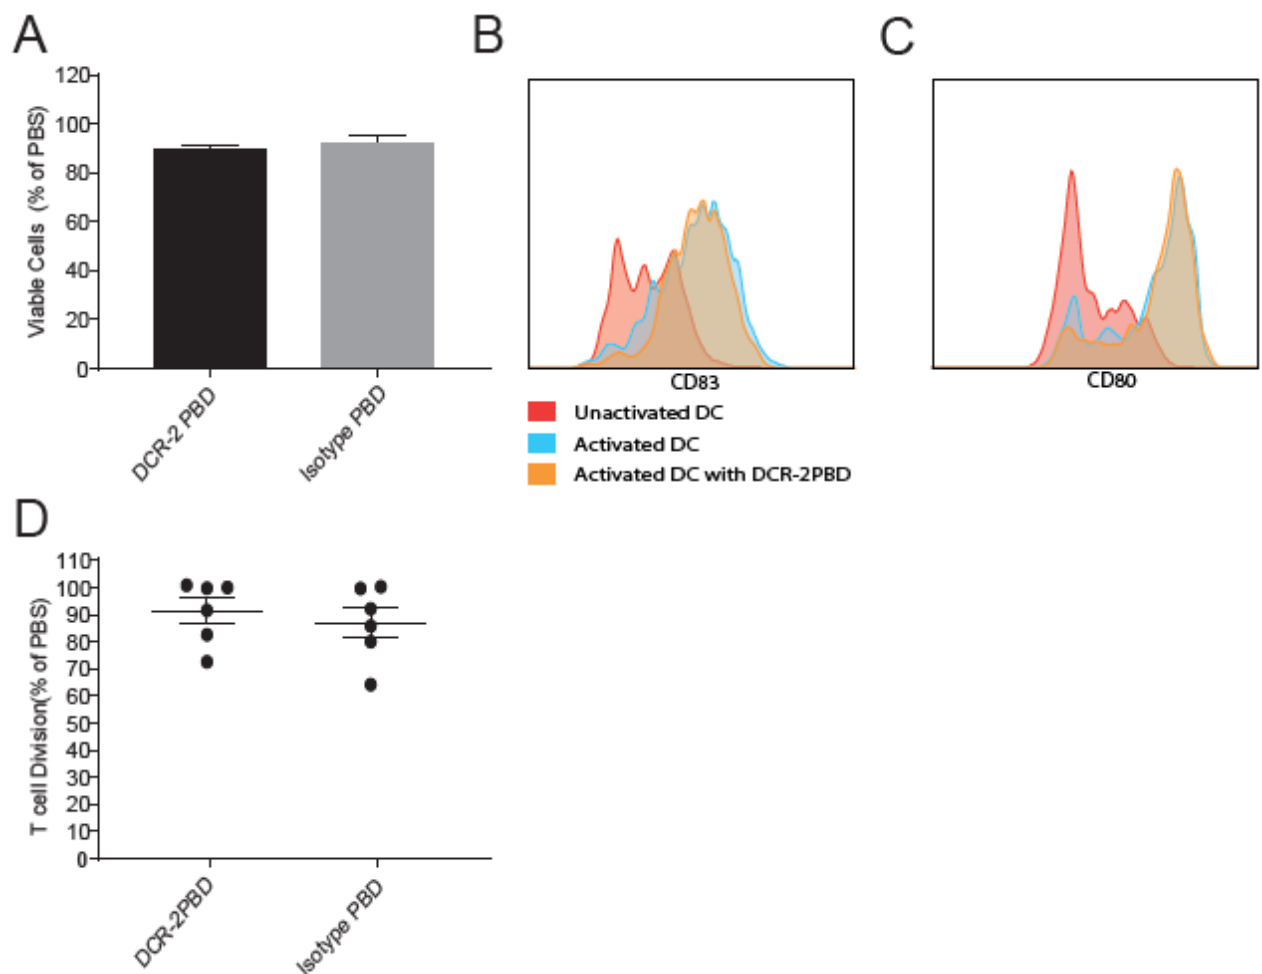 A
Viable Cells (% of PBS)
120
100
80
60
40
20
0
DCR-2 PBD
Isotype PBD
B
CD83
C
CD80
Unactivated DC
Activated DC
Activated DC with DCR-2PBD
D
T cell Division(% of PBS)
110
100
90
80
70
60
50
40
30
20
10
0
DCR-2PBD
Isotype PBD